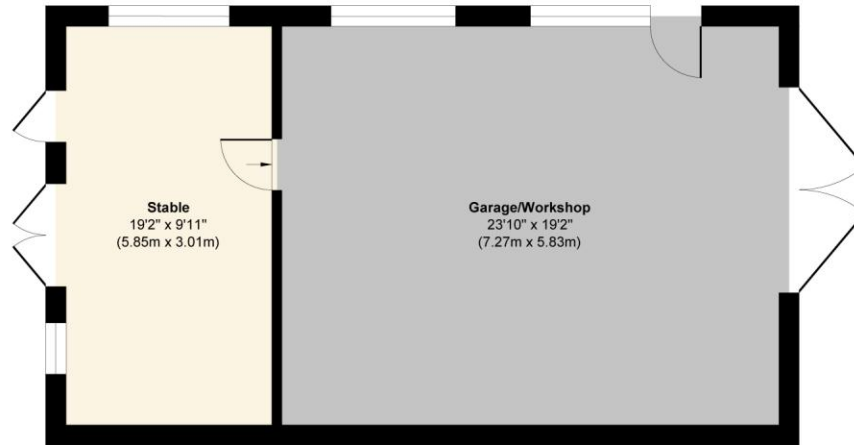 Stable
19'2" x 9'11"
(5.85m x 3.01m)
Garage/Workshop
23'10" x 19'2"
(7.27m x 5.83m)